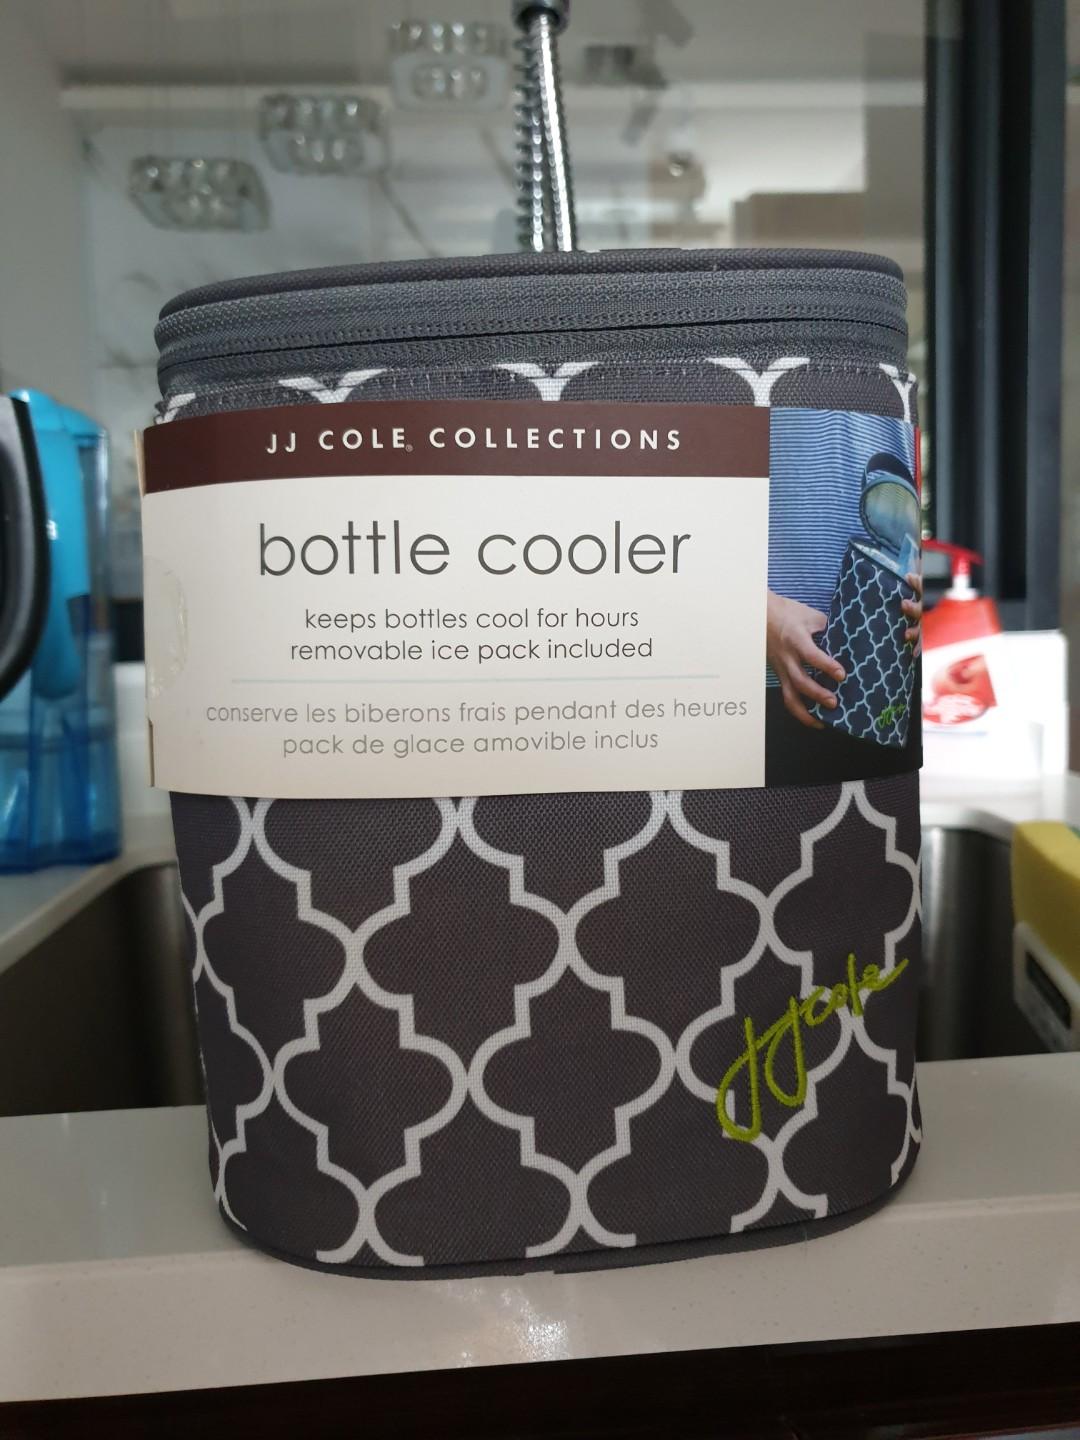 JJ COLE® COLLECTIONS
bottle cooler
keeps bottles cool for hours
removable ice pack included
conserve les biberons frais pendant des heures
pack de glace amovible inclus
JJ Cole